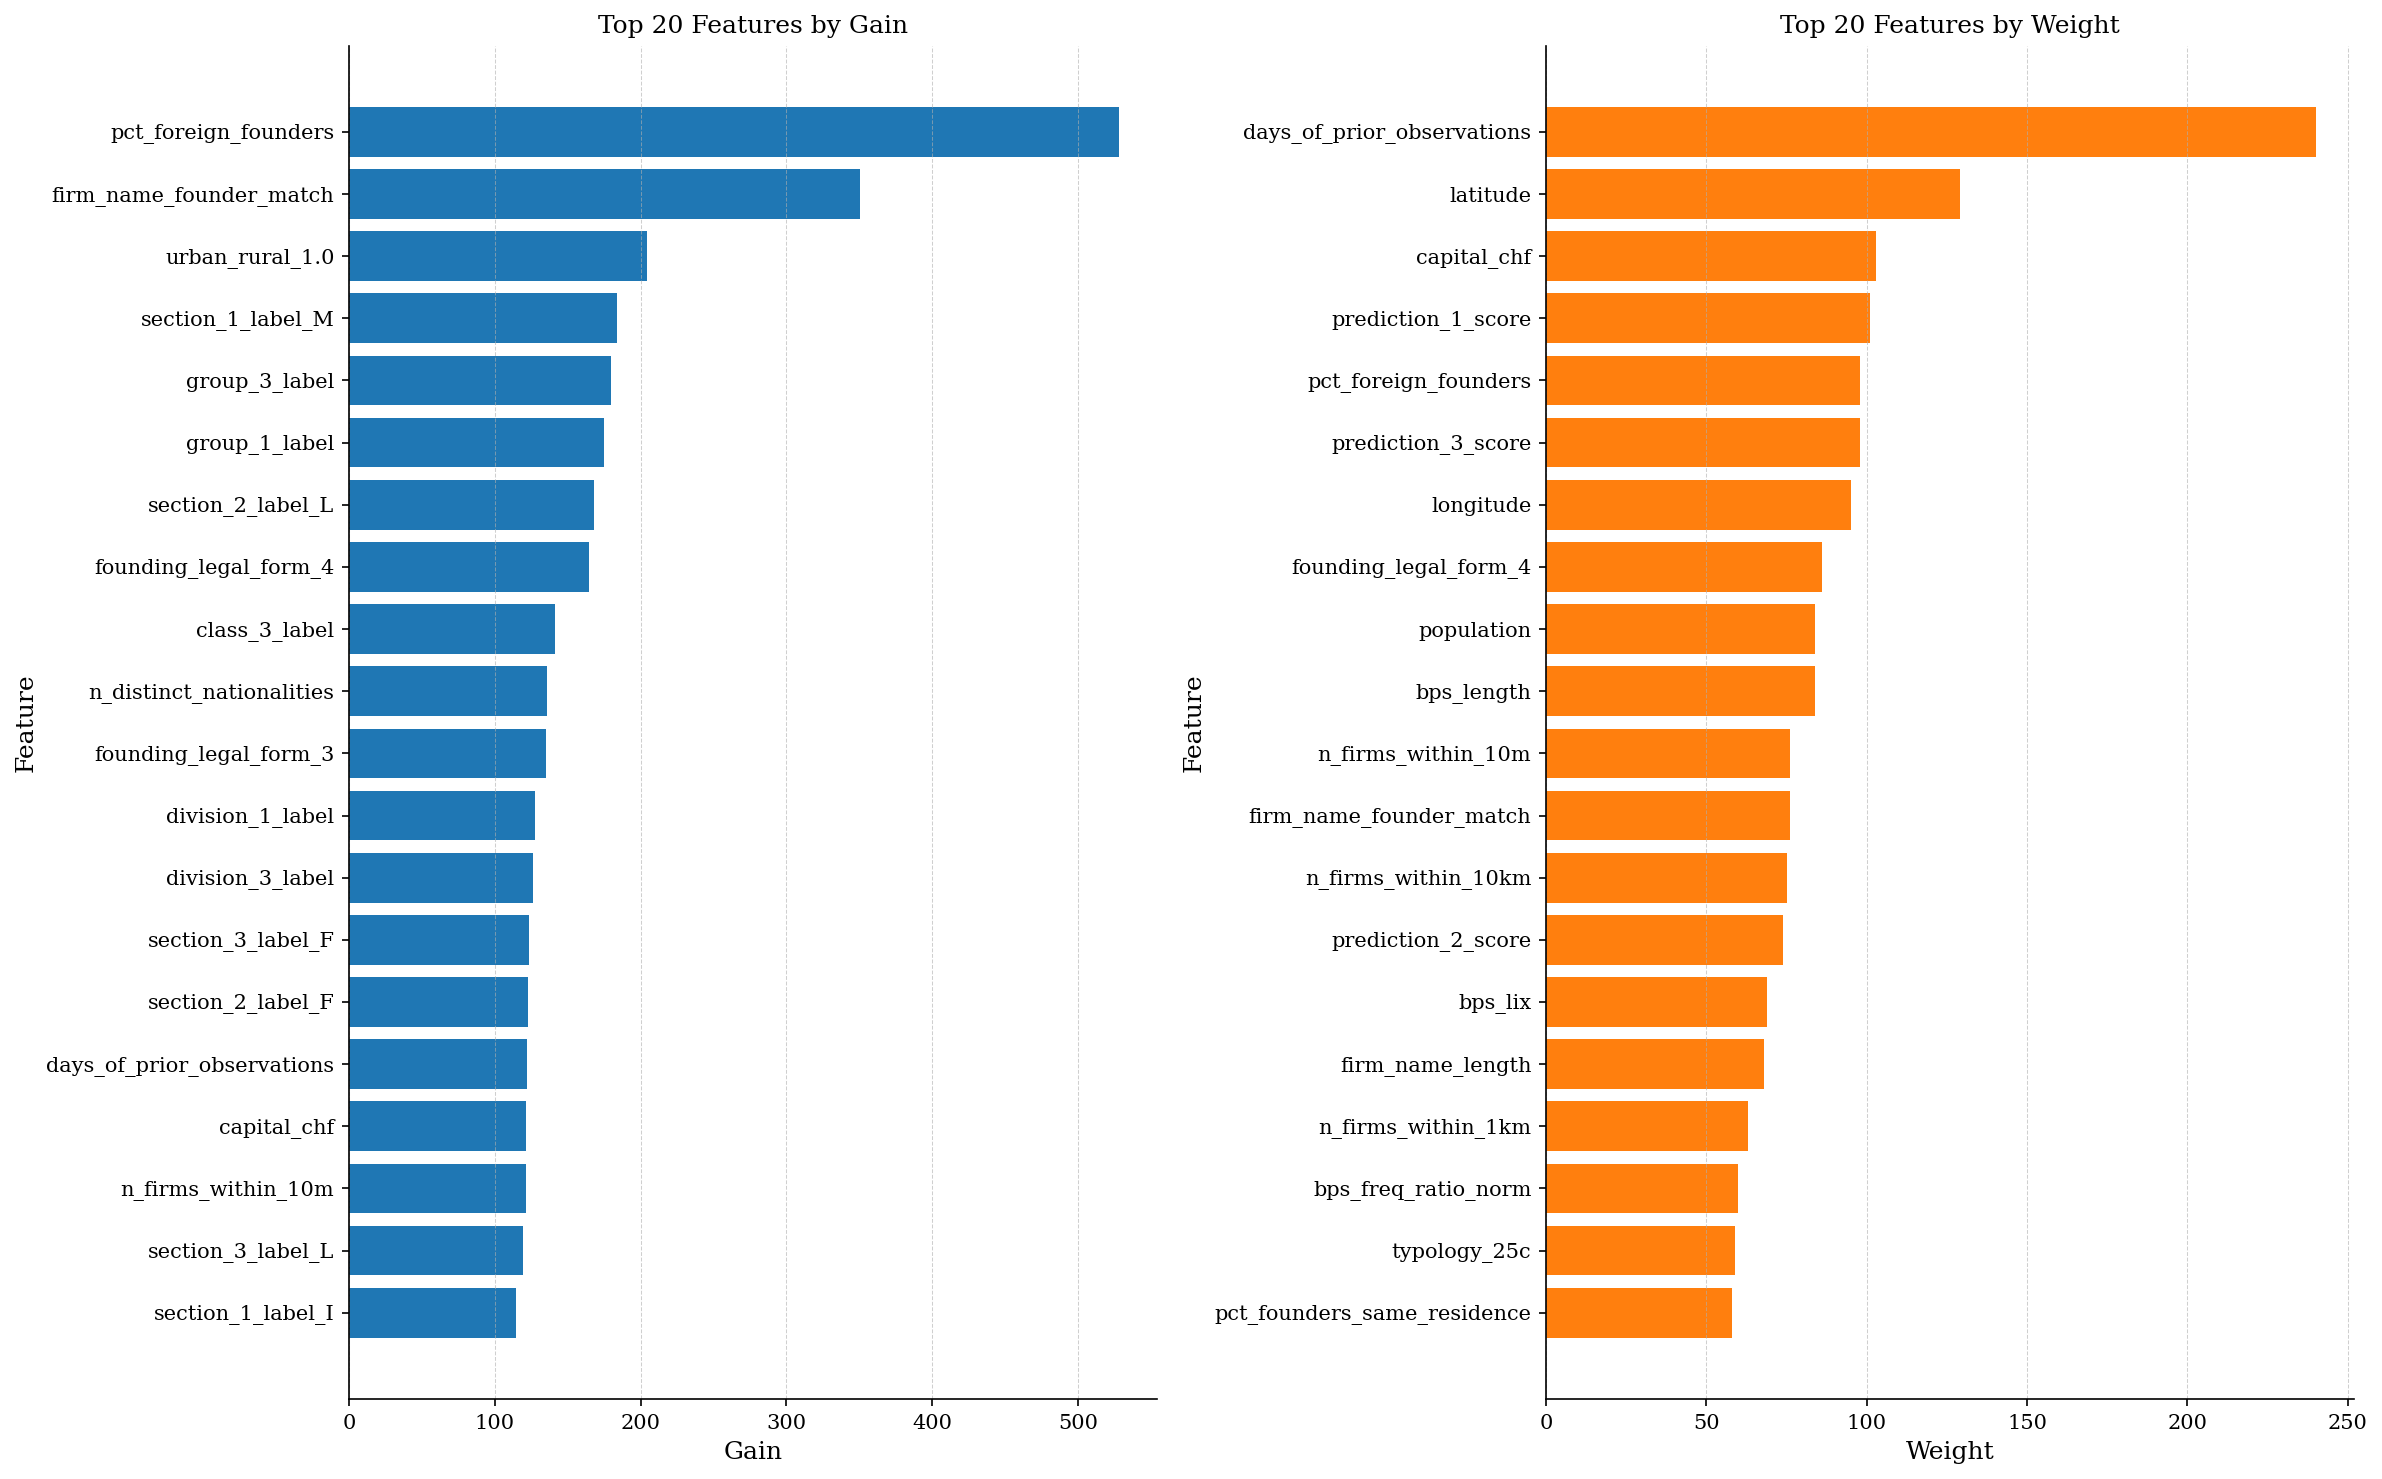 Top 20 Features by Gain
Feature
pct_foreign_founders
firm_name_founder_match
urban_rural_1.0
section_1_label_M
group_3_label
group_1_label
section_2_label_L
founding_legal_form_4
class_3_label
n_distinct_nationalities
founding_legal_form_3
division_1_label
division_3_label
section_3_label_F
section_2_label_F
days_of_prior_observations
capital_chf
n_firms_within_10m
section_3_label_L
section_1_label_I
0 100 200 300 400 500
Gain
Top 20 Features by Weight
Feature
days_of_prior_observations
latitude
capital_chf
prediction_1_score
pct_foreign_founders
prediction_3_score
longitude
founding_legal_form_4
population
bps_length
n_firms_within_10m
firm_name_founder_match
n_firms_within_10km
prediction_2_score
bps_lix
firm_name_length
n_firms_within_1km
bps_freq_ratio_norm
typology_25c
pct_founders_same_residence
0 50 100 150 200 250
Weight